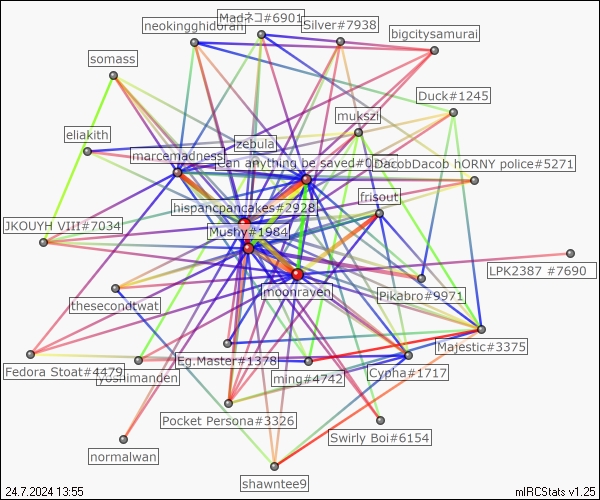 Madネコ#6901
neokingghidorah
Silver#7938
bigcitysamurai
somass
Duck#1245
mukszi
eliakith
zebula
marcemadness
Can anything be saved#0
DacobDacob hORNY police#5271
frisout
hispancpancakes#2928
JKOUYH VIII#7034
Mushy#1984
LPK2387 #7690
moonraven
Pikabro#9971
thesecondtwat
Majestic#3375
Eg.Master#1378
Fedora Stoat#4479
yoshimanden
ming#4742
Cypha#1717
Pocket Persona#3326
Swirly Boi#6154
normalwan
shawntee9
24.7.2024 13:55
mIRCStats v1.25